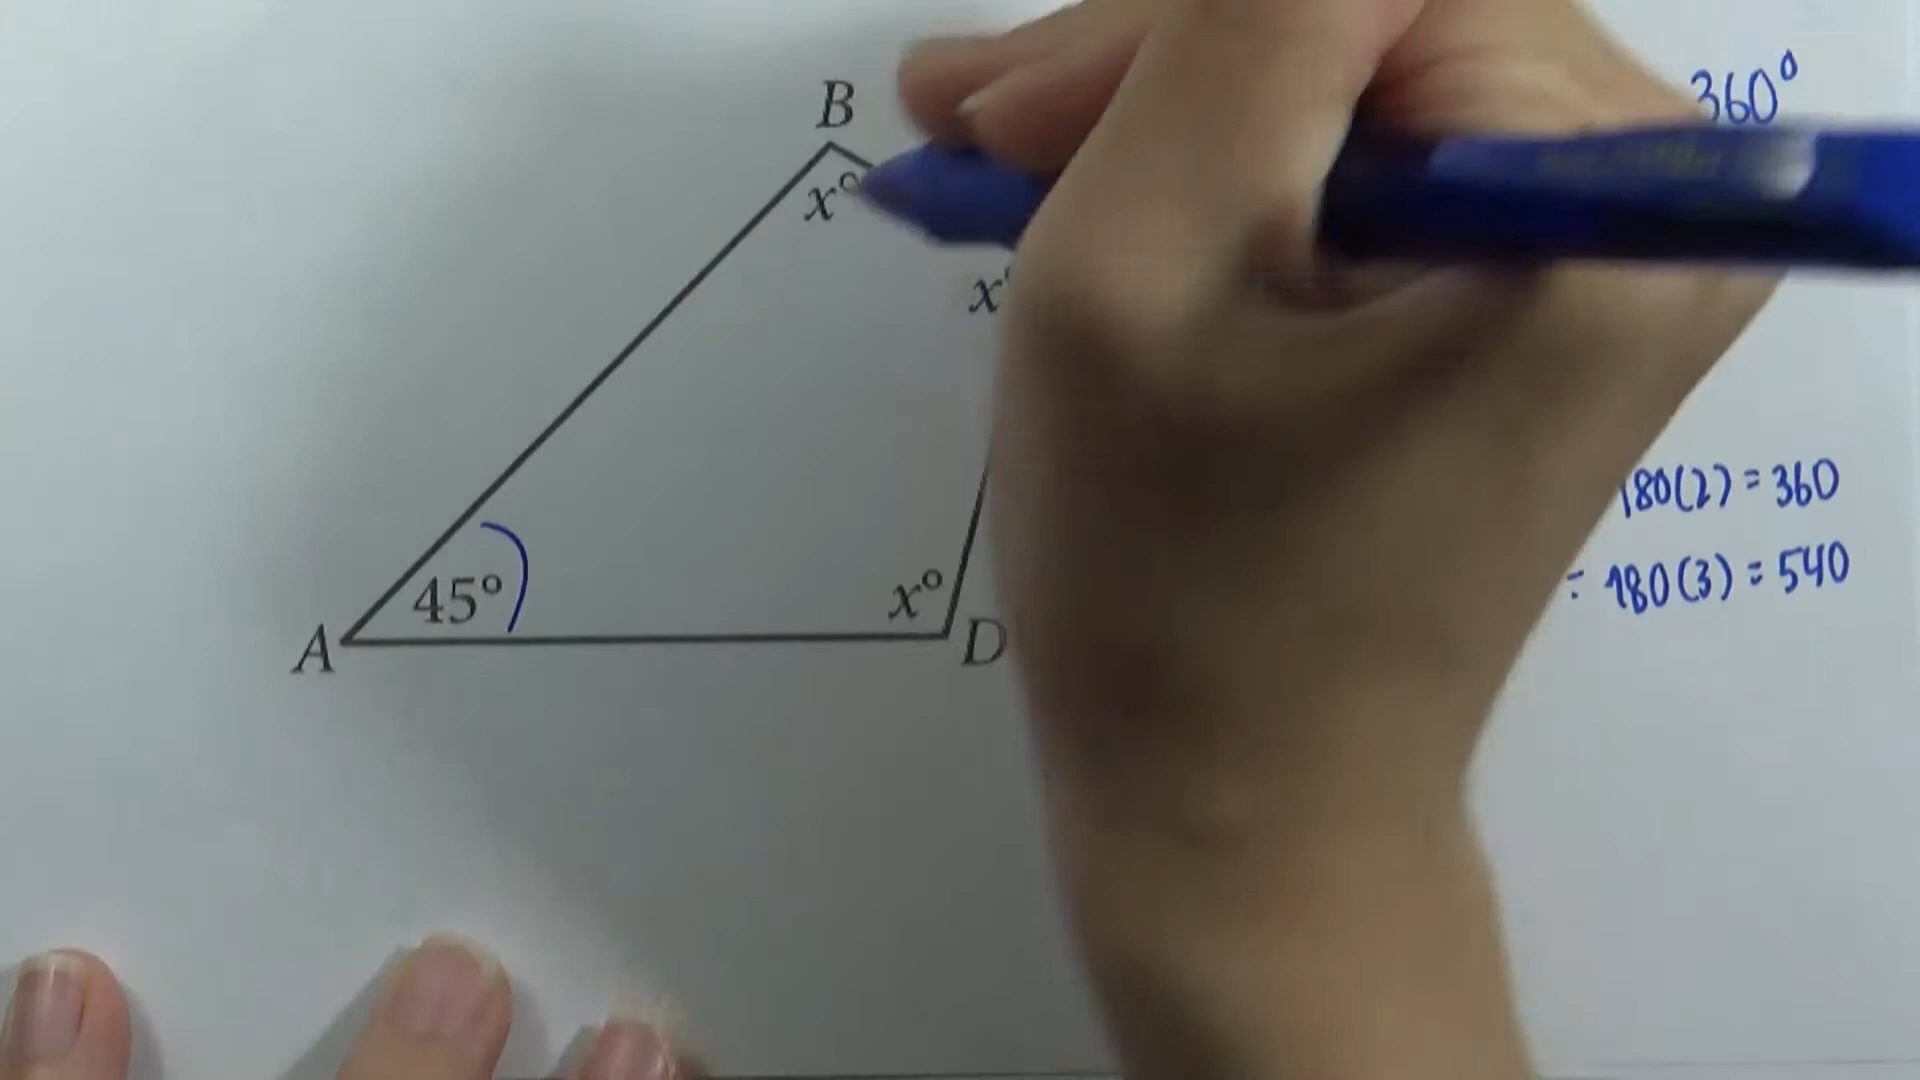 360°
B
x°
x°
180(2) = 360
= 180(3) = 540
45°
x°
A
D